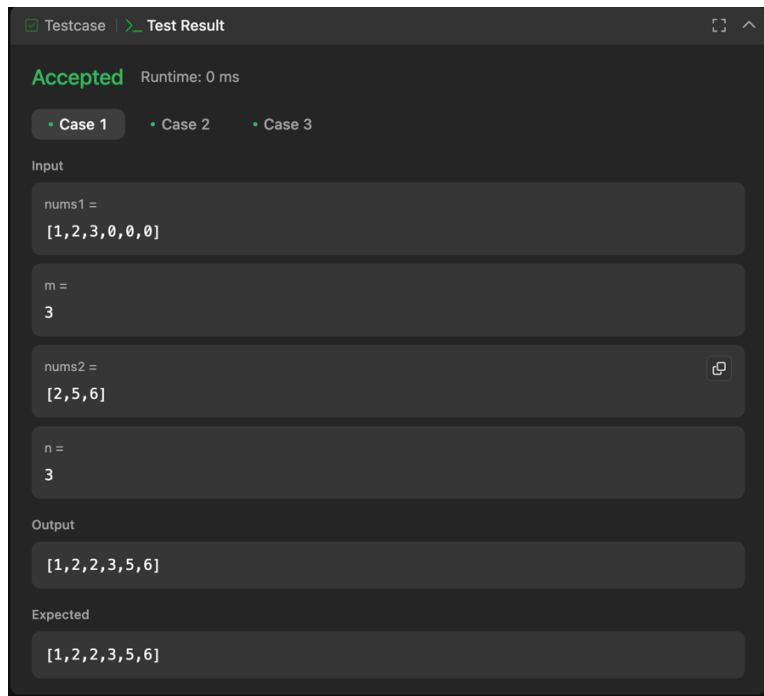 Testcase | >_ Test Result
Accepted Runtime: 0 ms
• Case 1 • Case 2 • Case 3
Input
nums1 =
[1,2,3,0,0,0]
m =
3
nums2 =
[2,5,6]
n =
3
Output
[1,2,2,3,5,6]
Expected
[1,2,2,3,5,6]